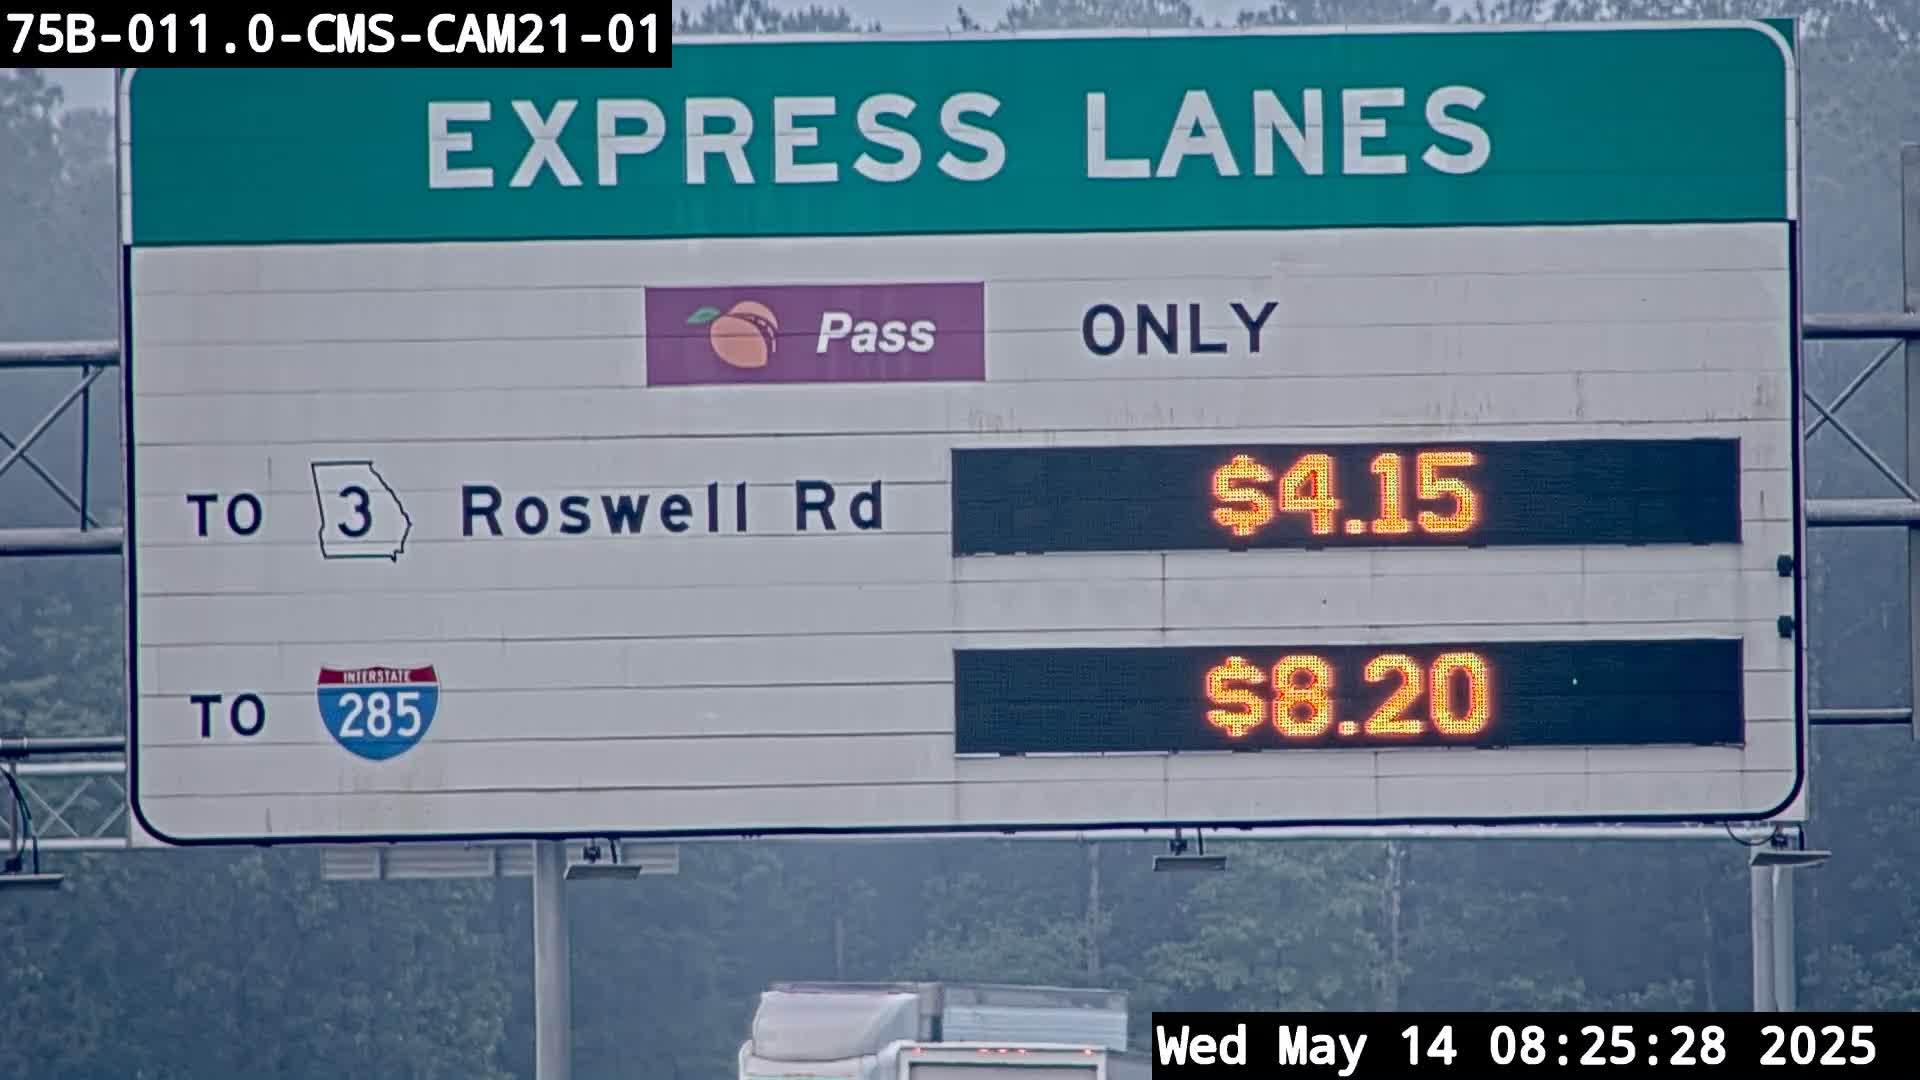 75B-011.0-CMS-CAM21-01
EXPRESS LANES
Pass ONLY
TO 3 Roswell Rd $4.15
TO INTERSTATE 285 $8.20
Wed May 14 08:25:28 2025